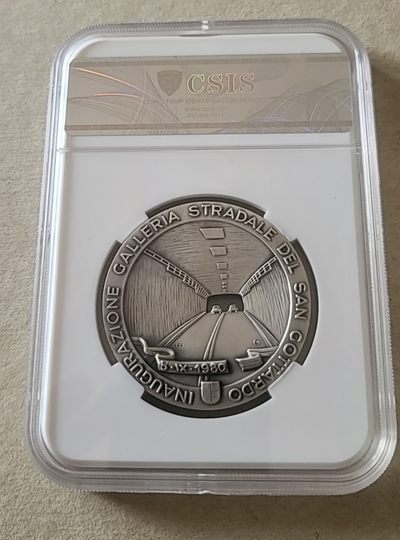 CSIS
INAUGURAZIONE GALLERIA STRADALE DEL SAN GOTTARDO
5·IX·1980